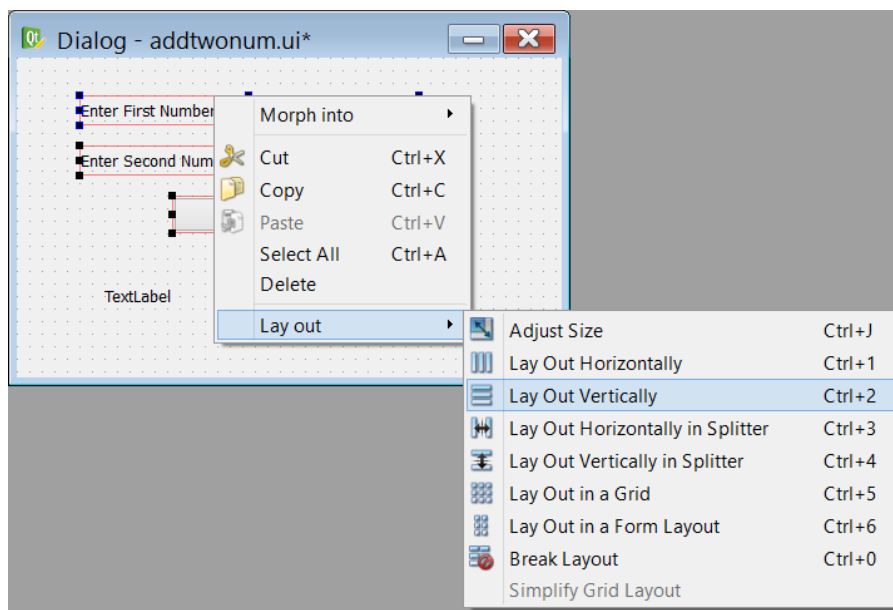 Dialog - addtwonum.ui*
Enter First Number
Enter Second Num
TextLabel
Morph into
Cut Ctrl+X
Copy Ctrl+C
Paste Ctrl+V
Select All Ctrl+A
Delete
Lay out
Adjust Size Ctrl+J
Lay Out Horizontally Ctrl+1
Lay Out Vertically Ctrl+2
Lay Out Horizontally in Splitter Ctrl+3
Lay Out Vertically in Splitter Ctrl+4
Lay Out in a Grid Ctrl+5
Lay Out in a Form Layout Ctrl+6
Break Layout Ctrl+0
Simplify Grid Layout